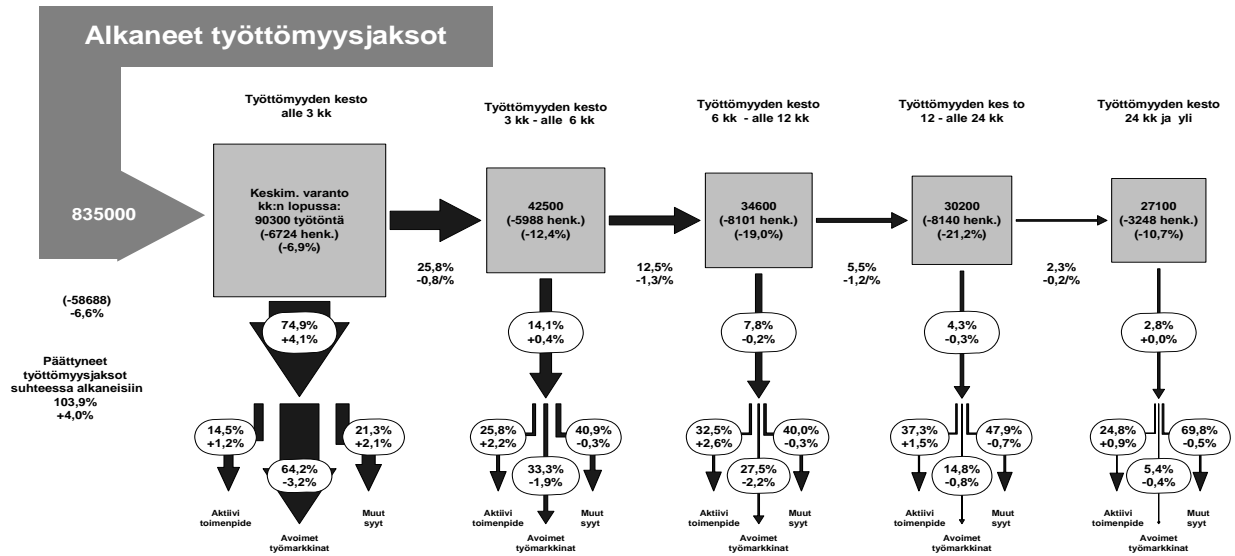 Alkaneet työttömyysjaksot
Työttömyyden kesto
alle 3 kk
Työttömyyden kesto
3 kk - alle 6 kk
Työttömyyden kesto
6 kk - alle 12 kk
Työttömyyden kes to
12 - alle 24 kk
Työttömyyden kesto
24 kk ja yli
835000
Keskim. varanto
kk:n lopussa:
90300 työtöntä
(-6724 henk.)
(-6,9%)
42500
(-5988 henk.)
(-12,4%)
34600
(-8101 henk.)
(-19,0%)
30200
(-8140 henk.)
(-21,2%)
27100
(-3248 henk.)
(-10,7%)
25,8%
-0,8/%
12,5%
-1,3/%
5,5%
-1,2/%
2,3%
-0,2/%
(-58688)
-6,6%
74,9%
+4,1%
14,1%
+0,4%
7,8%
-0,2%
4,3%
-0,3%
2,8%
+0,0%
Päättyneet
työttömyysjaksot
suhteessa alkaneisiin
103,9%
+4,0%
14,5%
+1,2%
64,2%
-3,2%
21,3%
+2,1%
25,8%
+2,2%
33,3%
-1,9%
40,9%
-0,3%
32,5%
+2,6%
27,5%
-2,2%
40,0%
-0,3%
37,3%
+1,5%
14,8%
-0,8%
47,9%
-0,7%
24,8%
+0,9%
5,4%
-0,4%
69,8%
-0,5%
Aktiivi
toimenpide
Avoimet
työmarkkinat
Muut
syyt
Aktiivi
toimenpide
Avoimet
työmarkkinat
Muut
syyt
Aktiivi
toimenpide
Avoimet
työmarkkinat
Muut
syyt
Aktiivi
toimenpide
Avoimet
työmarkkinat
Muut
syyt
Aktiivi
toimenpide
Avoimet
työmarkkinat
Muut
syyt